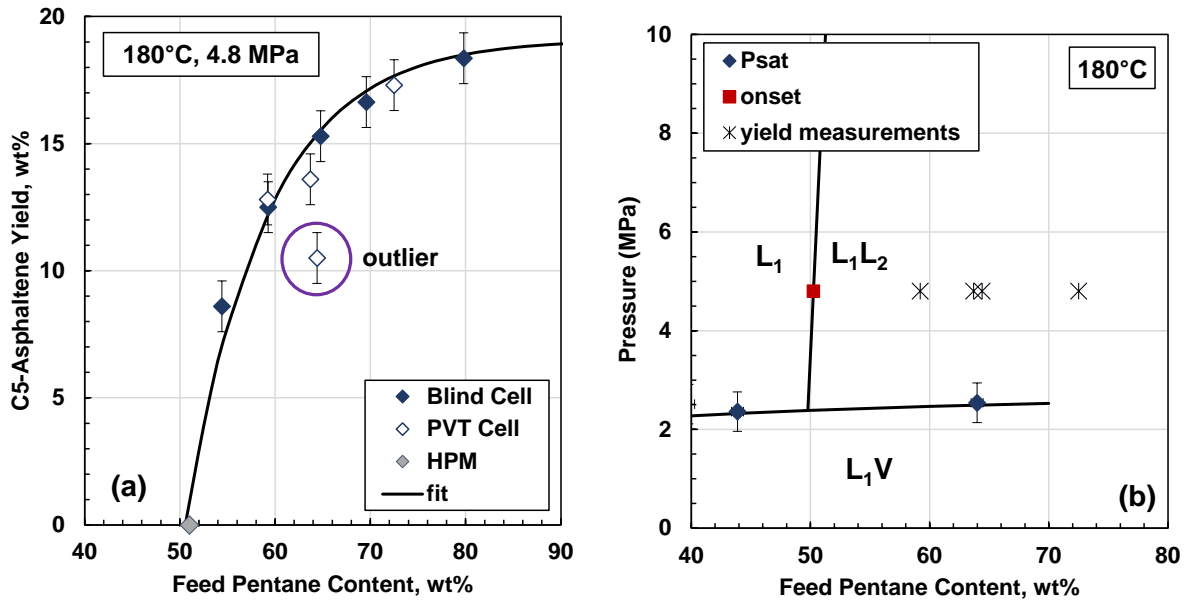 180°C, 4.8 MPa
C5-Asphaltene Yield, wt%
20
15
10
5
0
outlier
Blind Cell
PVT Cell
HPM
fit
(a)
40 50 60 70 80 90
Feed Pentane Content, wt%
Psat
onset
yield measurements
180°C
Pressure (MPa)
10
8
6
4
2
0
L₁
L₁L₂
L₁V
(b)
40 50 60 70 80
Feed Pentane Content, wt%